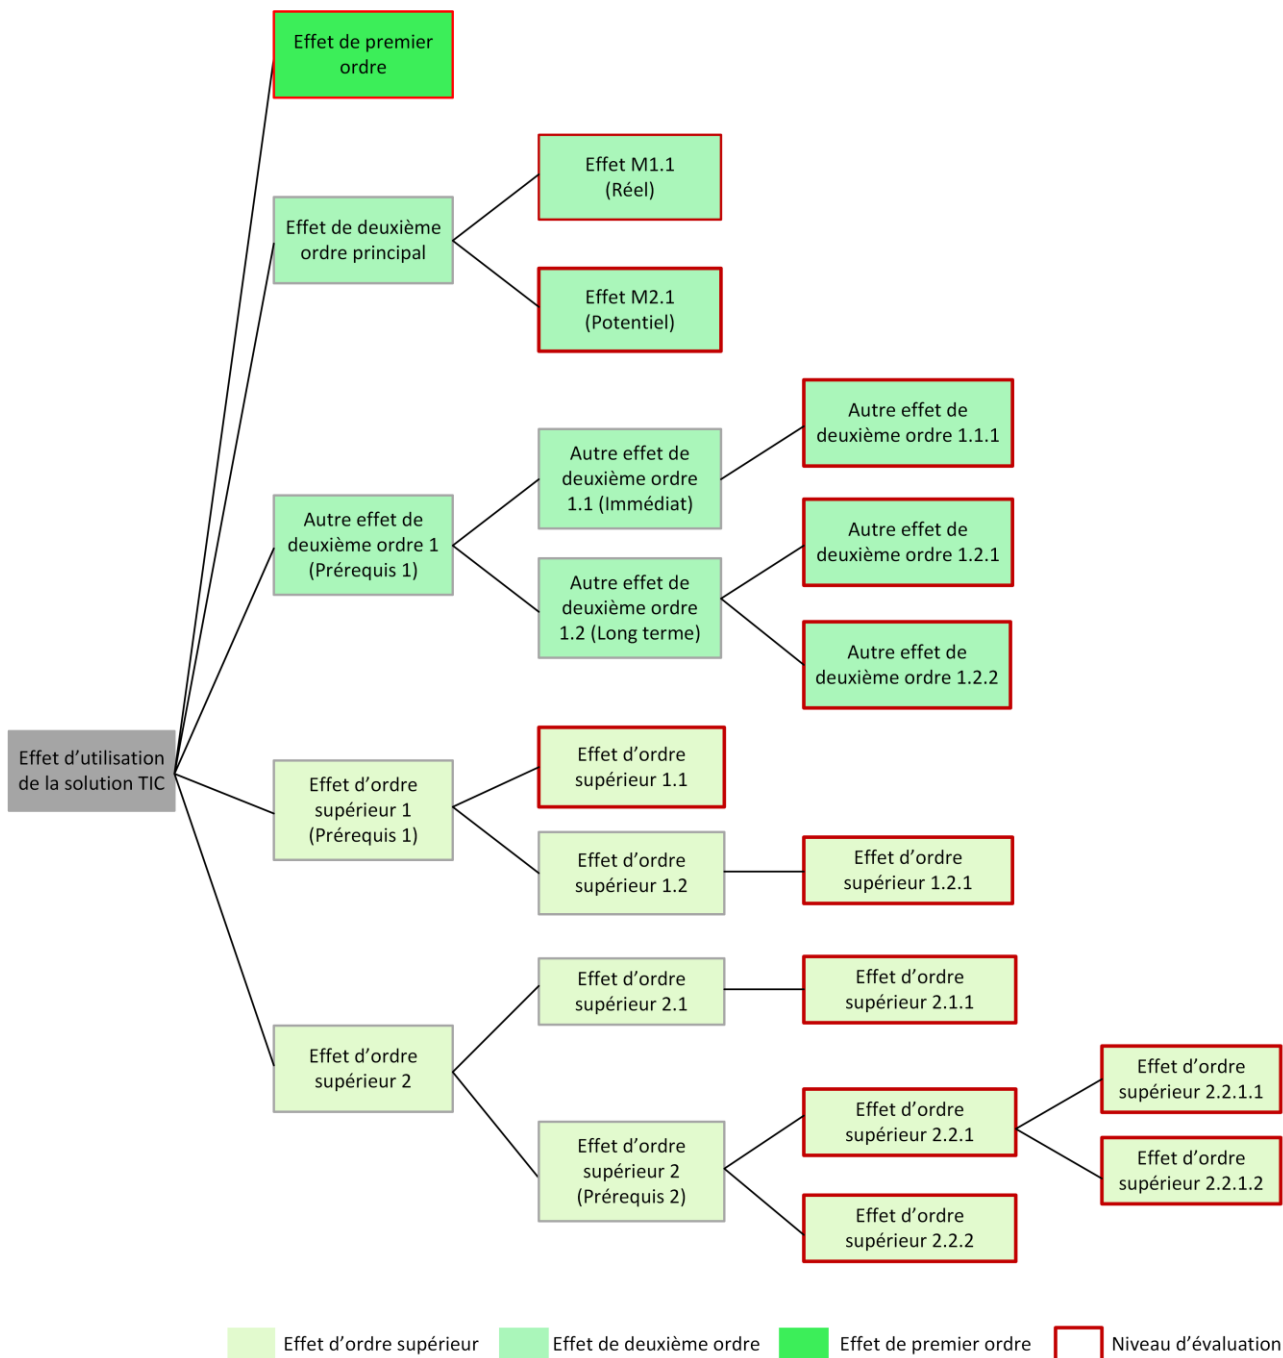 Effet de premier
ordre
Effet M1.1
(Réel)
Effet de deuxième
ordre principal
Effet M2.1
(Potentiel)
Autre effet de
deuxième ordre 1.1.1
Autre effet de
deuxième ordre
1.1 (Immédiat)
Autre effet de
deuxième ordre 1
(Prérequis 1)
Autre effet de
deuxième ordre 1.2.1
Autre effet de
deuxième ordre
1.2 (Long terme)
Autre effet de
deuxième ordre 1.2.2
Effet d’utilisation
de la solution TIC
Effet d’ordre
supérieur 1
(Prérequis 1)
Effet d’ordre
supérieur 1.1
Effet d’ordre
supérieur 1.2
Effet d’ordre
supérieur 1.2.1
Effet d’ordre
supérieur 2
Effet d’ordre
supérieur 2.1
Effet d’ordre
supérieur 2.1.1
Effet d’ordre
supérieur 2
(Prérequis 2)
Effet d’ordre
supérieur 2.2.1
Effet d’ordre
supérieur 2.2.1.1
Effet d’ordre
supérieur 2.2.1.2
Effet d’ordre
supérieur 2.2.2
Effet d’ordre supérieur
Effet de deuxième ordre
Effet de premier ordre
Niveau d’évaluation